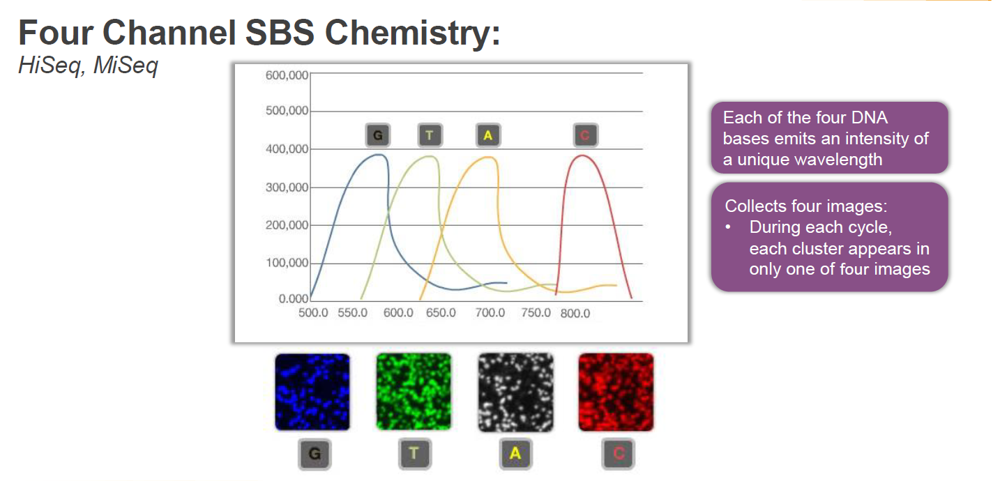 Four Channel SBS Chemistry:
HiSeq, MiSeq
600,000
500,000
400,000
300,000
200,000
100,000
0.000
G T A C
500.0 550.0 600.0 650.0 700.0 750.0 800.0
Each of the four DNA
bases emits an intensity of
a unique wavelength
Collects four images:
• During each cycle,
each cluster appears in
only one of four images
G T A C